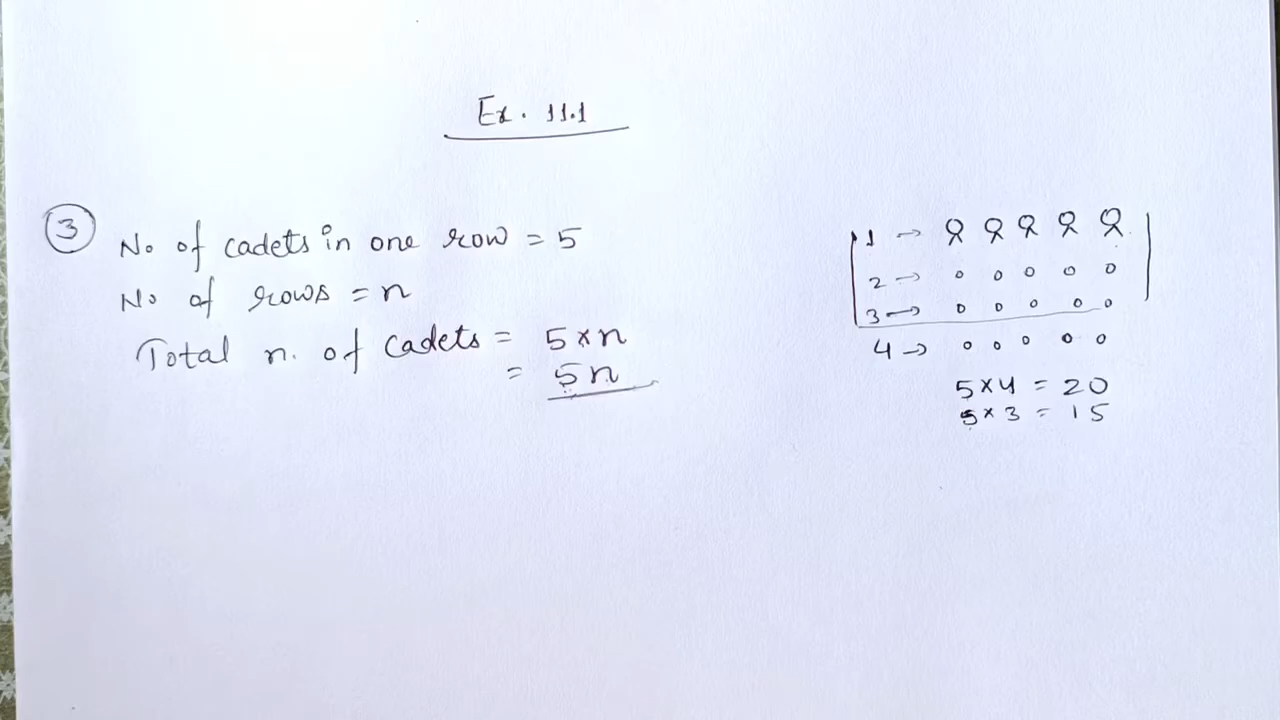 Ex. 11.1
3 No of cadets in one row = 5
No of rows = n
Total n. of cadets = 5 × n
= 5n
1 →
2 → o o o o o
3 → o o o o o
4 → o o o o o
5 × 4 = 20
5 × 3 = 15